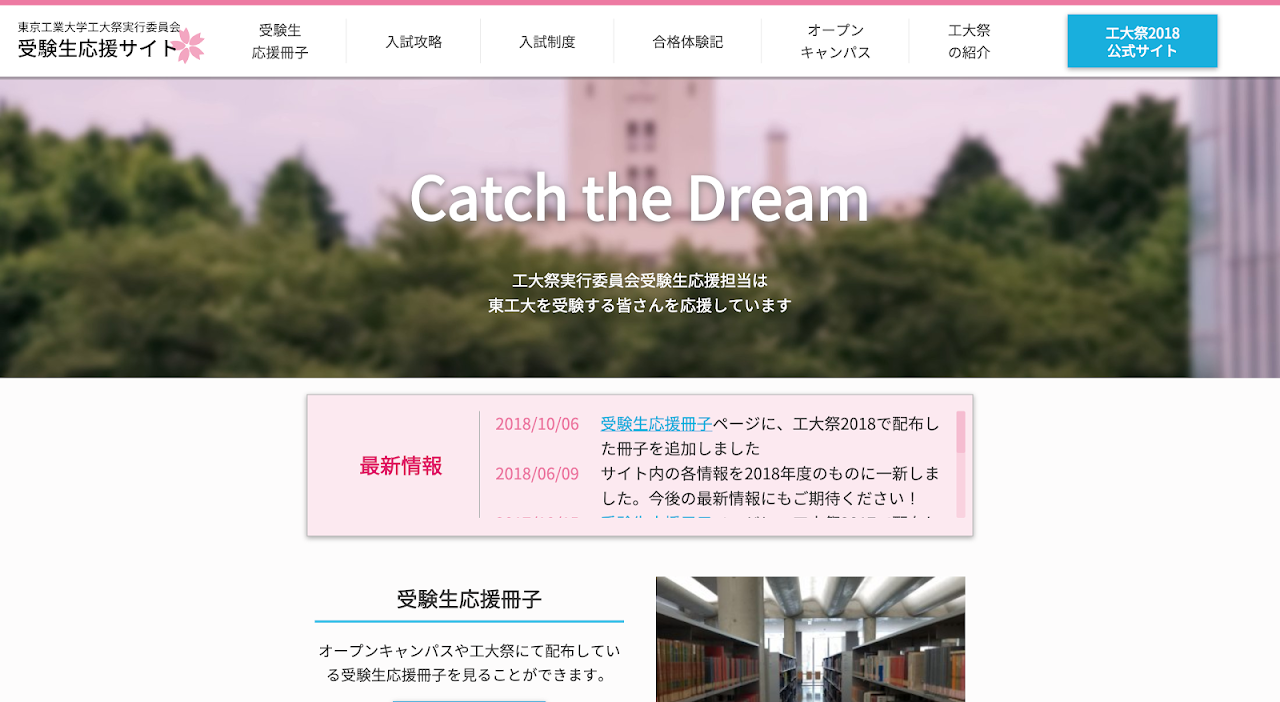 東京工業大学工大祭実行委員会
受験生応援サイト
受験生
応援冊子
入試攻略
入試制度
合格体験記
オープン
キャンパス
工大祭
の紹介
工大祭2018
公式サイト
Catch the Dream
工大祭実行委員会受験生応援担当は
東工大を受験する皆さんを応援しています
最新情報
2018/10/06
受験生応援冊子ページに、工大祭2018で配布し
た冊子を追加しました
2018/06/09
サイト内の各情報を2018年度のものに一新しま
した。今後の最新情報にもご期待ください！
受験生応援冊子
オープンキャンパスや工大祭にて配布してい
る受験生応援冊子を見ることができます。